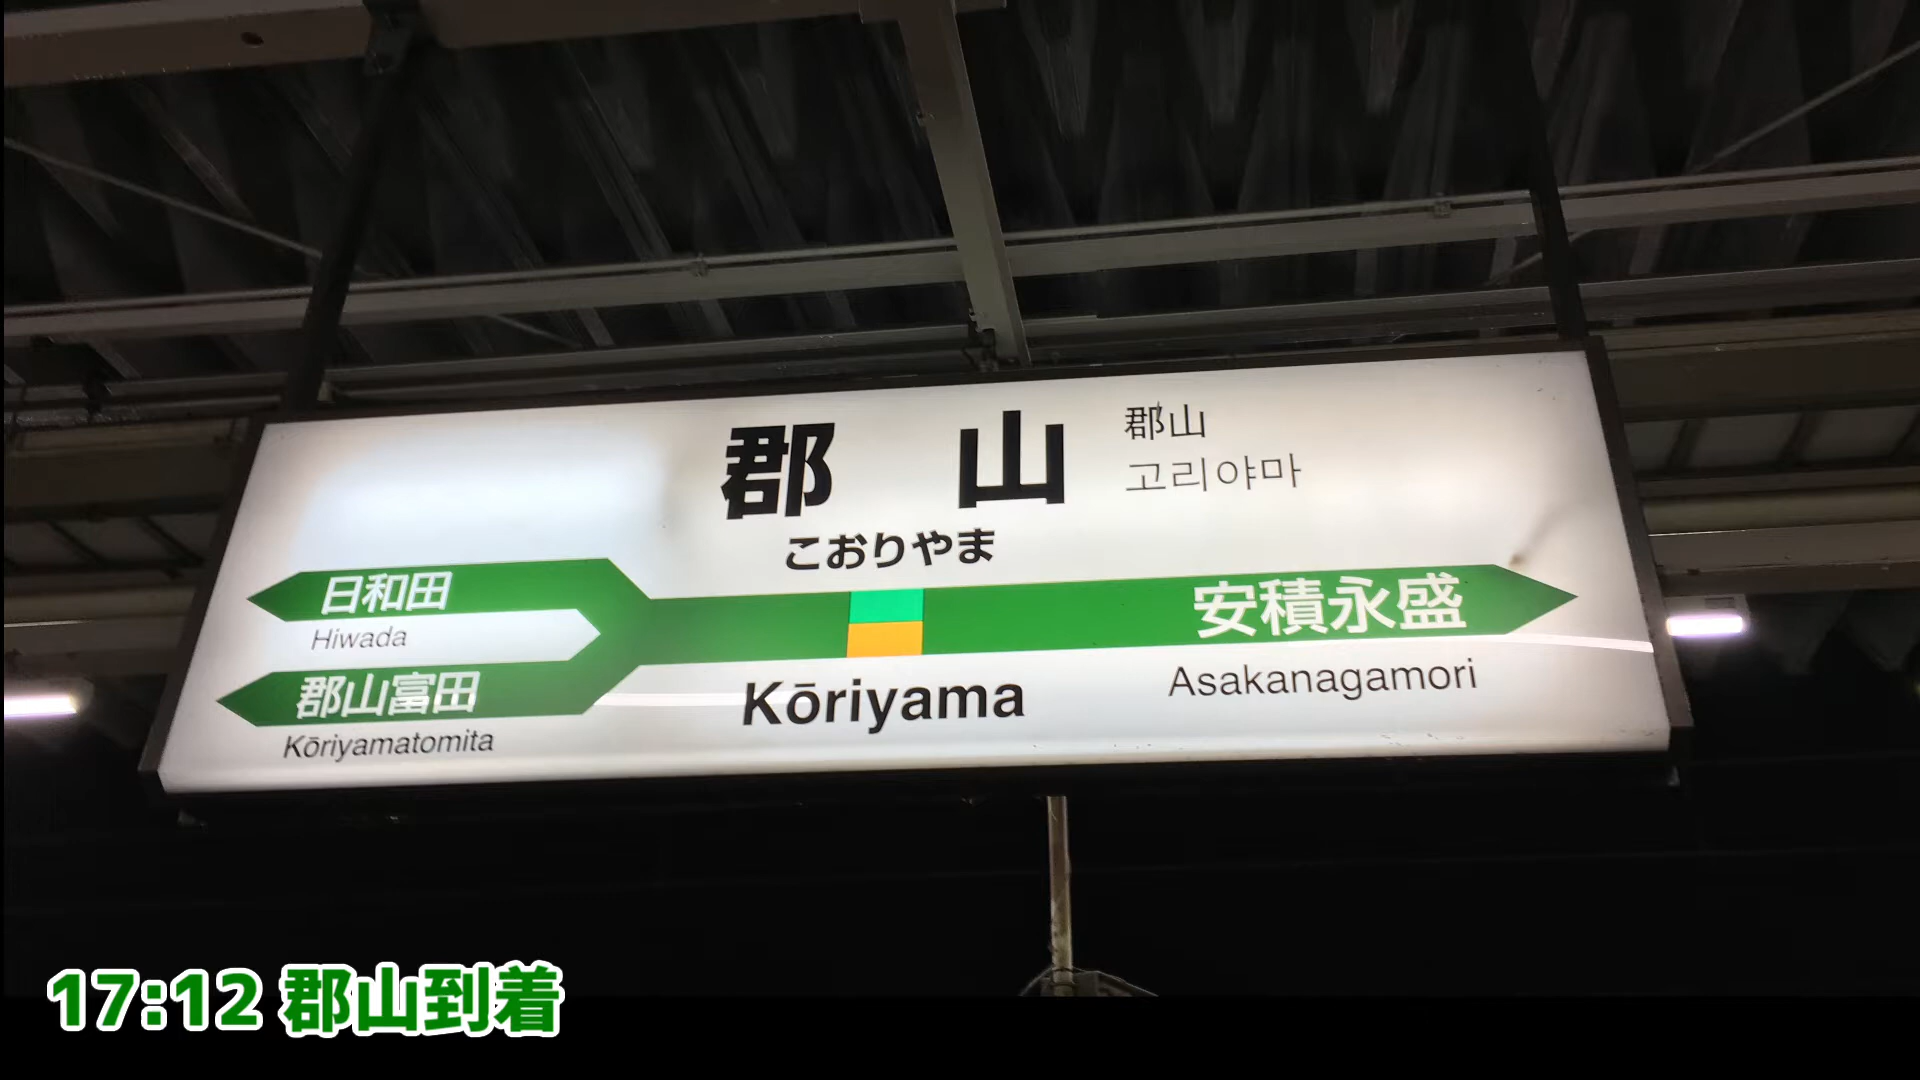 郡山
郡山
고리야마
こおりやま
日和田
Hiwada
安積永盛
郡山富田
Kōriyama
Asakanagamori
Kōriyamatomita
17:12 郡山到着